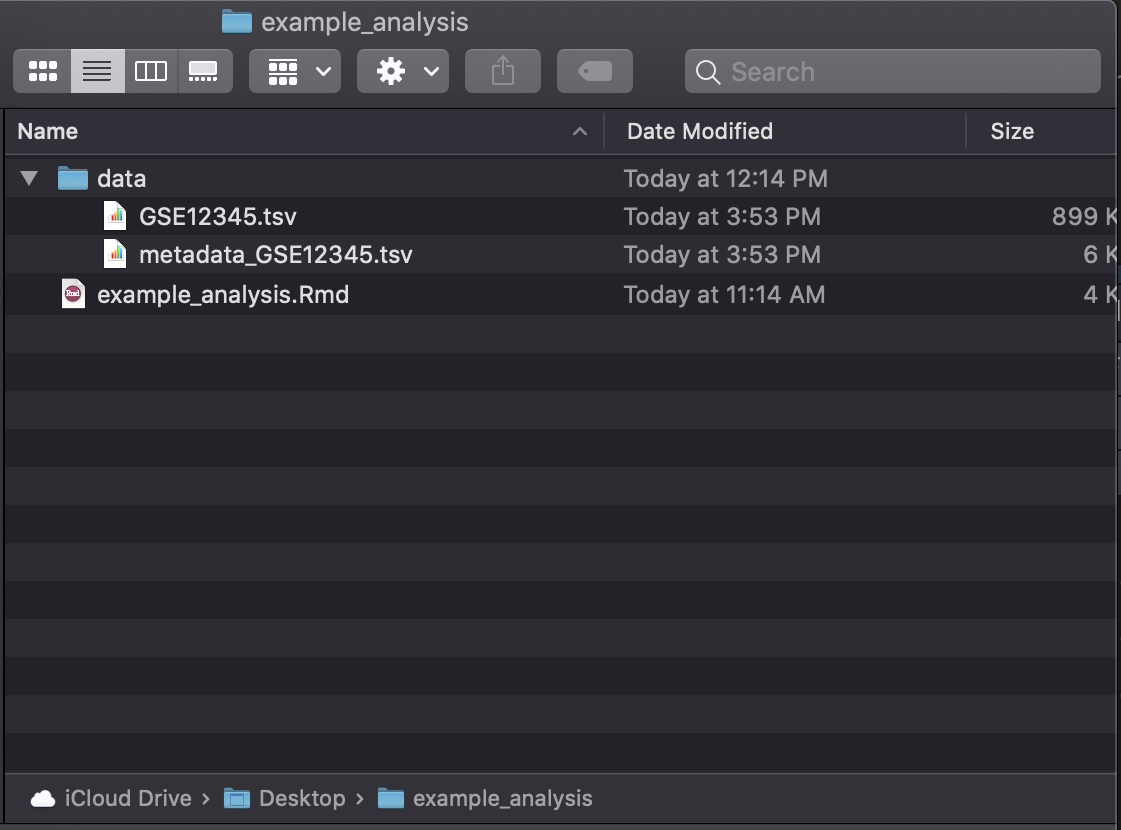 example_analysis
Search
Name Date Modified Size
data Today at 12:14 PM
GSE12345.tsv Today at 3:53 PM 899 K
metadata_GSE12345.tsv Today at 3:53 PM 6 K
Rmd example_analysis.Rmd Today at 11:14 AM 4 K
iCloud Drive › Desktop › example_analysis